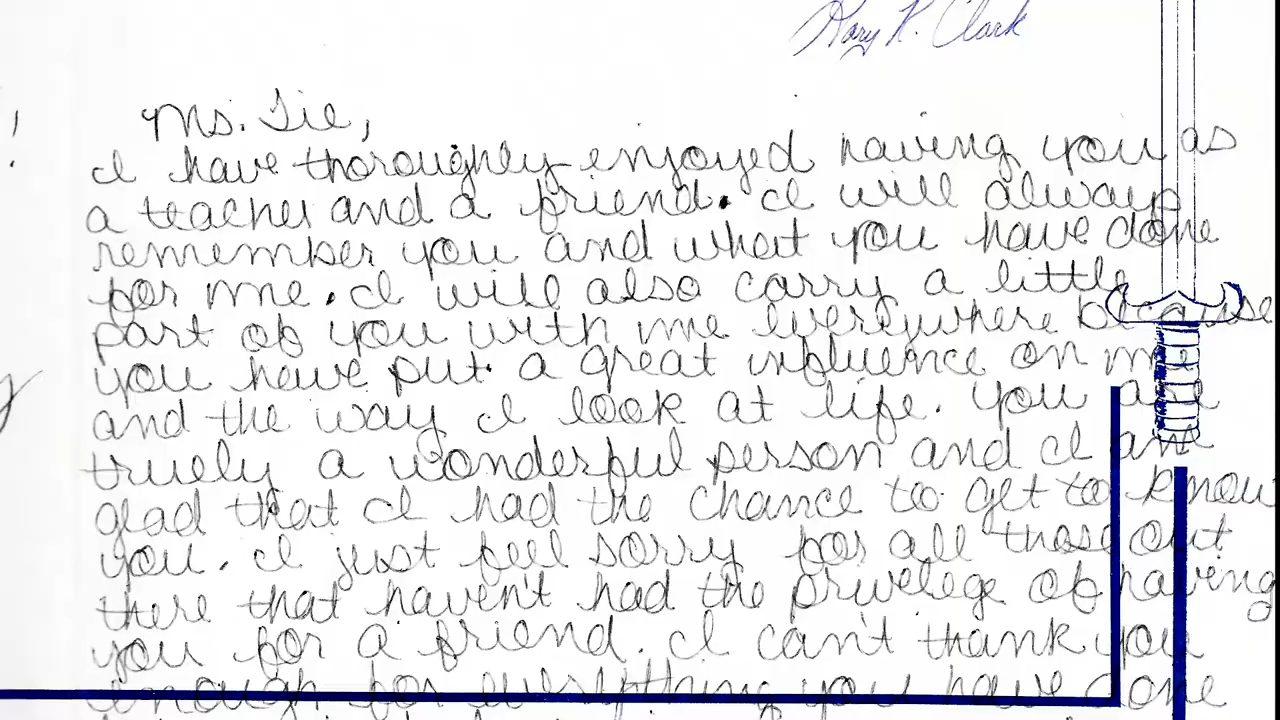 Gary R. Clark
Ms. Tie,
I have thoroughly enjoyed having you as
a teacher and a friend. I will always
remember you and what you have done
for me. I will also carry a little
part of you with me everywhere because
you have put a great influence on me
and the way I look at life. You are
truely a wonderful person and I am
glad that I had the chance to get to know
you. I just feel sorry for all those out
there that haven't had the privelege of having
you for a friend. I can't thank you
enough for everything you have done